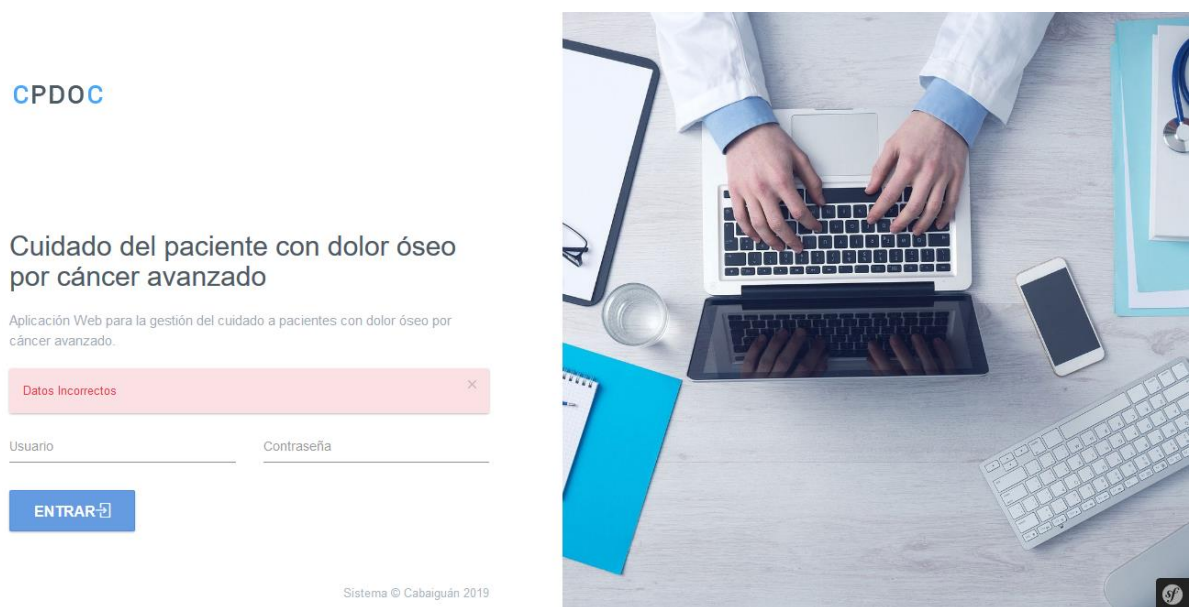 CPDOC
Cuidado del paciente con dolor óseo
por cáncer avanzado
Aplicación Web para la gestión del cuidado a pacientes con dolor óseo por
cáncer avanzado.
Datos Incorrectos ×
Usuario Contraseña
ENTRAR
Sistema © Cabaiguán 2019
sf